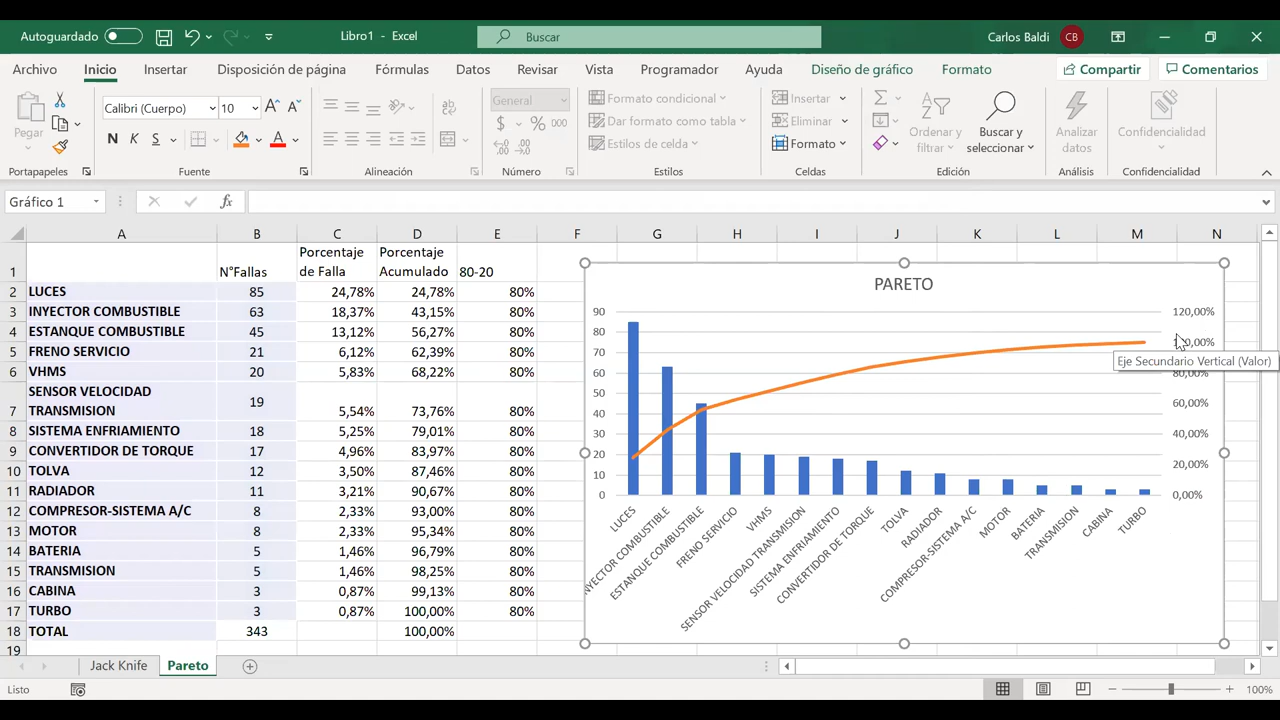 Autoguardado
Libro1 - Excel
Buscar
Carlos Baldi
CB
Archivo Inicio Insertar Disposición de página Fórmulas Datos Revisar Vista Programador Ayuda Diseño de gráfico Formato Compartir Comentarios
Pegar
Calibri (Cuerpo) 10
N K S
General
$ % 000
Formato condicional
Dar formato como tabla
Estilos de celda
Insertar
Eliminar
Formato
Ordenar y filtrar
Buscar y seleccionar
Analizar datos
Confidencialidad
Portapapeles Fuente Alineación Número Estilos Celdas Edición Análisis Confidencialidad
Gráfico 1
fx
A B C D E F G H I J K L M N
1 N°Fallas Porcentaje de Falla Porcentaje Acumulado 80-20
2 LUCES 85 24,78% 24,78% 80%
3 INYECTOR COMBUSTIBLE 63 18,37% 43,15% 80%
4 ESTANQUE COMBUSTIBLE 45 13,12% 56,27% 80%
5 FRENO SERVICIO 21 6,12% 62,39% 80%
6 VHMS 20 5,83% 68,22% 80%
7 SENSOR VELOCIDAD TRANSMISION 19 5,54% 73,76% 80%
8 SISTEMA ENFRIAMIENTO 18 5,25% 79,01% 80%
9 CONVERTIDOR DE TORQUE 17 4,96% 83,97% 80%
10 TOLVA 12 3,50% 87,46% 80%
11 RADIADOR 11 3,21% 90,67% 80%
12 COMPRESOR-SISTEMA A/C 8 2,33% 93,00% 80%
13 MOTOR 8 2,33% 95,34% 80%
14 BATERIA 5 1,46% 96,79% 80%
15 TRANSMISION 5 1,46% 98,25% 80%
16 CABINA 3 0,87% 99,13% 80%
17 TURBO 3 0,87% 100,00% 80%
18 TOTAL 343 100,00%
19
PARETO
90
80
70
60
50
40
30
20
10
0
120,00%
Eje Secundario Vertical (Valor)
80,00%
60,00%
40,00%
20,00%
0,00%
LUCES
NYECTOR COMBUSTIBLE
ESTANQUE COMBUSTIBLE
FRENO SERVICIO
VHMS
SENSOR VELOCIDAD TRANSMISION
SISTEMA ENFRIAMIENTO
CONVERTIDOR DE TORQUE
TOLVA
RADIADOR
COMPRESOR-SISTEMA A/C
MOTOR
BATERIA
TRANSMISION
CABINA
TURBO
Jack Knife Pareto
Listo
100%